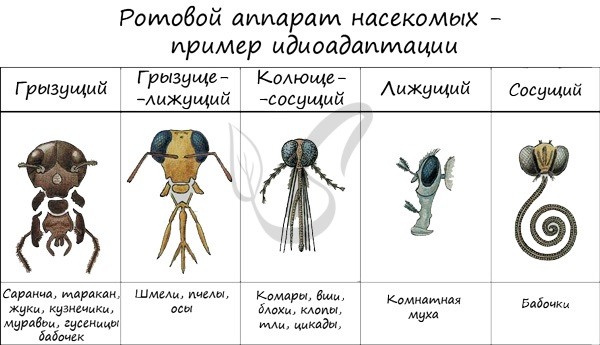 Ротовой аппарат насекомых -
пример идиоадаптации
Грызущий
Грызуще-
-лижущий
Колюще-
-сосущий
Лижущий
Сосущий
Саранча, таракан,
жуки, кузнечики,
муравьи, гусеницы
бабочек
Шмели, пчелы,
осы
Комары, вши,
блохи, клопы,
тли, цикады,
Комнатная
муха
Бабочки